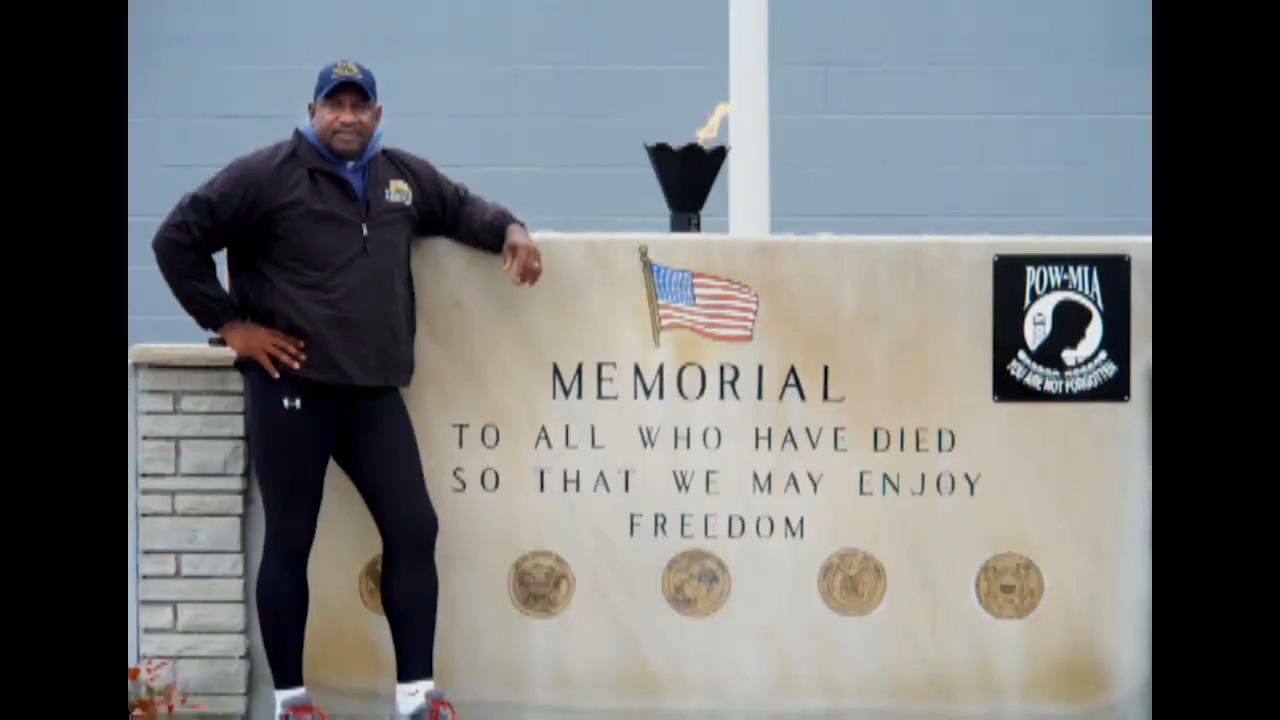 POW★MIA
YOU ARE NOT FORGOTTEN
MEMORIAL
TO ALL WHO HAVE DIED
SO THAT WE MAY ENJOY
FREEDOM